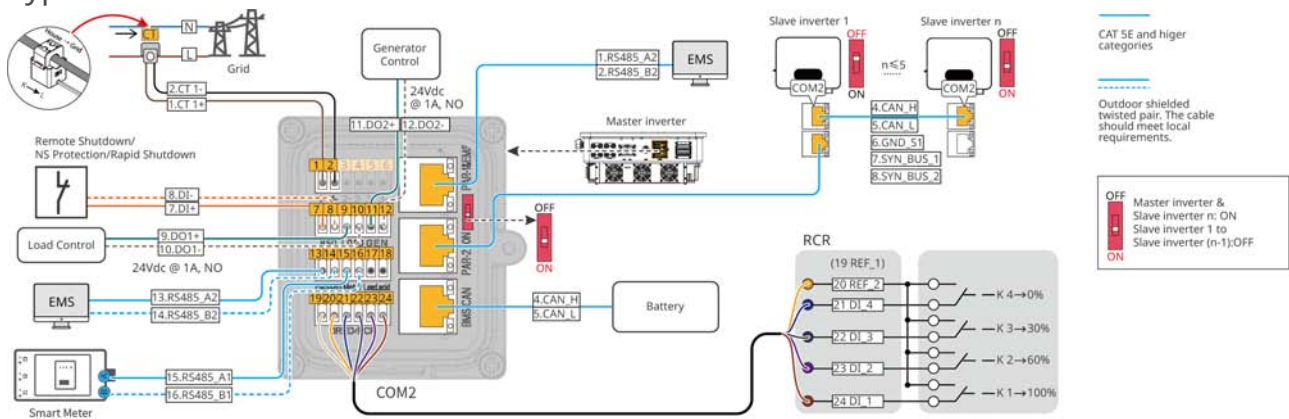 House → Grid
K → L
CT
N
L
Grid
2.CT 1-
1.CT 1+
Remote Shutdown/
NS Protection/Rapid Shutdown
8.DI-
7.DI+
Load Control
9.DO1+
10.DO1-
24Vdc @ 1A, NO
EMS
13.RS485_A2
14.RS485_B2
Smart Meter
15.RS485_A1
16.RS485_B1
Generator
Control
24Vdc
@ 1A, NO
11.DO2+
12.DO2-
1 2 3 4 5 6
7 8 9 10 11 12
GEN
13 14 15 16 17 18
19 20 21 22 23 24
PAR-2
ON
BMS CAN
COM2
1.RS485_A2
2.RS485_B2
EMS
Master inverter
OFF
ON
4.CAN_H
5.CAN_L
Battery
Slave inverter 1
OFF
ON
COM2
n≤5
Slave inverter n
OFF
ON
COM2
4.CAN_H
5.CAN_L
6.GND_S1
7.SYN_BUS_1
8.SYN_BUS_2
RCR
(19 REF_1)
20 REF_2
21 DI_4
22 DI_3
23 DI_2
24 DI_1
K 4→0%
K 3→30%
K 2→60%
K 1→100%
CAT 5E and higer
categories
Outdoor shielded
twisted pair. The cable
should meet local
requirements.
OFF
ON
Master inverter &
Slave inverter n: ON
Slave inverter 1 to
Slave inverter (n-1):OFF